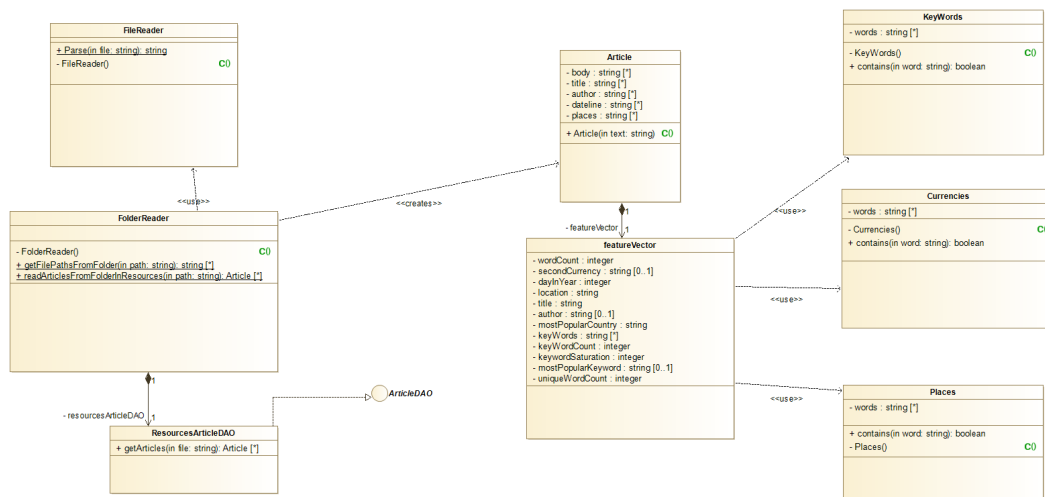 FileReader
+ Parse(in file: string): string
- FileReader() C()
<<use>>
FolderReader
- FolderReader() C()
+ getFilePathsFromFolder(in path: string): string [*]
+ readArticlesFromFolderInResources(in path: string): Article [*]
1
- resourcesArticleDAO
1
ResourcesArticleDAO
+ getArticles(in file: string): Article [*]
ArticleDAO
<<creates>>
Article
- body : string [*]
- title : string [*]
- author : string [*]
- dateline : string [*]
- places : string [*]
+ Article(in text: string) C()
1
- featureVector
1
featureVector
- wordCount : integer
- secondCurrency : string [0..1]
- dayInYear : integer
- location : string
- title : string
- author : string [0..1]
- mostPopularCountry : string
- keyWords : string [*]
- keyWordCount : integer
- keywordSaturation : integer
- mostPopularKeyword : string [0..1]
- uniqueWordCount : integer
<<use>>
<<use>>
<<use>>
KeyWords
- words : string [*]
- KeyWords() C()
+ contains(in word: string): boolean
Currencies
- words : string [*]
- Currencies() C(
+ contains(in word: string): boolean
Places
- words : string [*]
+ contains(in word: string): boolean
- Places() C()